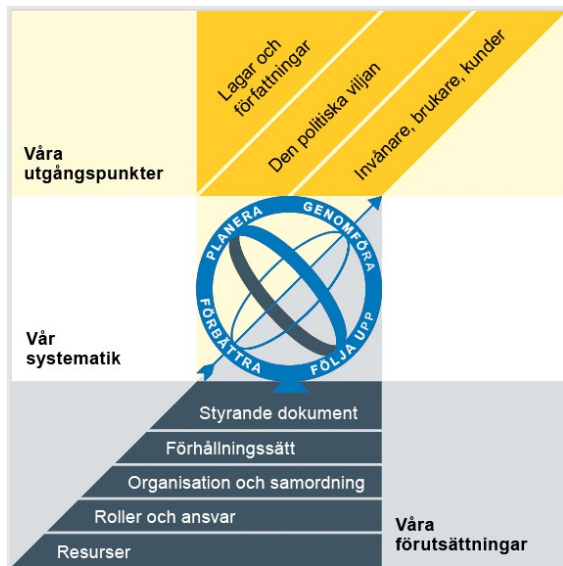 Lagar och
författningar
Den politiska viljan
Invånare, brukare, kunder
Våra
utgångspunkter
PLANERA
GENOMFÖRA
FÖRBÄTTRA
FÖLJA UPP
Vår
systematik
Styrande dokument
Förhållningssätt
Organisation och samordning
Roller och ansvar
Resurser
Våra
förutsättningar